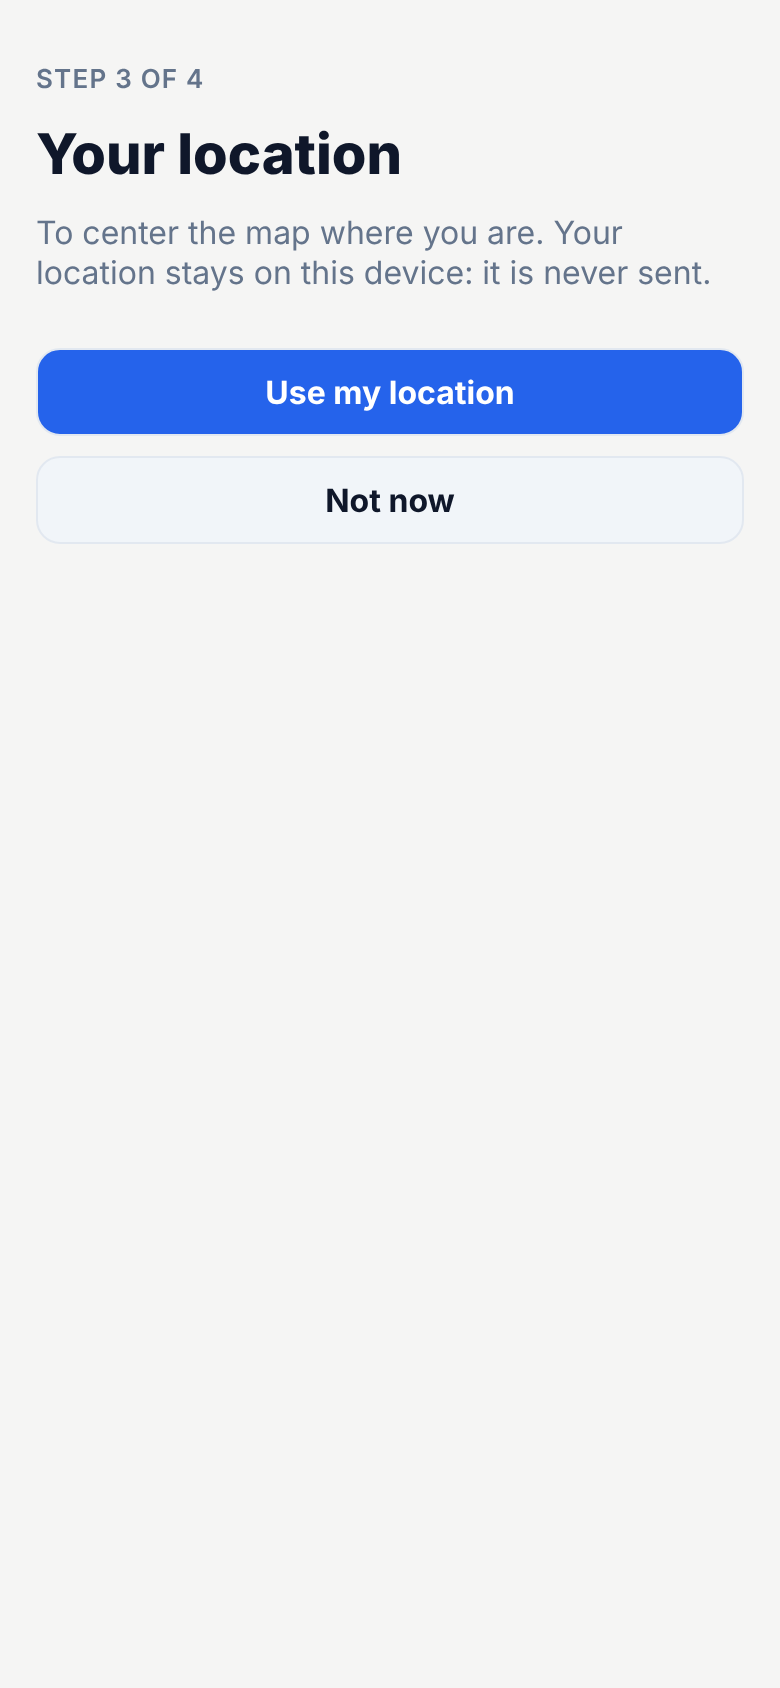 STEP 3 OF 4
Your location
To center the map where you are. Your
location stays on this device: it is never sent.
Use my location
Not now